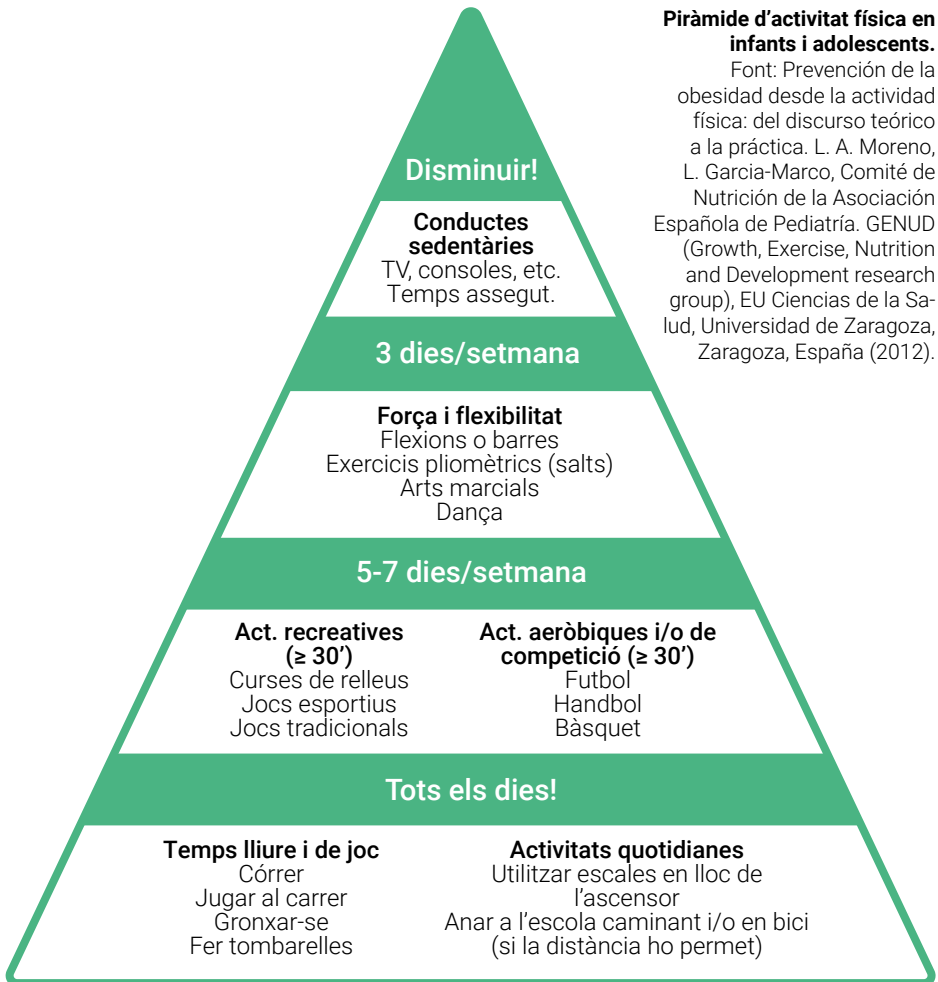 Piràmide d’activitat física en
infants i adolescents.
Font: Prevención de la
obesidad desde la actividad
física: del discurso teórico
a la práctica. L. A. Moreno,
L. Garcia-Marco, Comité de
Nutrición de la Asociación
Española de Pediatría. GENUD
(Growth, Exercise, Nutrition
and Development research
group), EU Ciencias de la Sa-
lud, Universidad de Zaragoza,
Zaragoza, España (2012).
Disminuir!
Conductes
sedentàries
TV, consoles, etc.
Temps assegut.
3 dies/setmana
Força i flexibilitat
Flexions o barres
Exercicis pliomètrics (salts)
Arts marcials
Dança
5-7 dies/setmana
Act. recreatives
(≥ 30’)
Curses de relleus
Jocs esportius
Jocs tradicionals
Act. aeròbiques i/o de
competició (≥ 30’)
Futbol
Handbol
Bàsquet
Tots els dies!
Temps lliure i de joc
Córrer
Jugar al carrer
Gronxar-se
Fer tombarelles
Activitats quotidianes
Utilitzar escales en lloc de
l’ascensor
Anar a l’escola caminant i/o en bici
(si la distància ho permet)